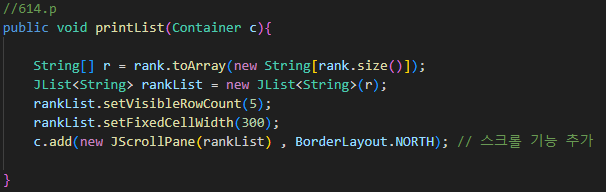 //614.p
public void printList(Container c){
String[] r = rank.toArray(new String[rank.size()]);
JList<String> rankList = new JList<String>(r);
rankList.setVisibleRowCount(5);
rankList.setFixedCellWidth(300);
c.add(new JScrollPane(rankList) , BorderLayout.NORTH); // 스크롤 기능 추가
}